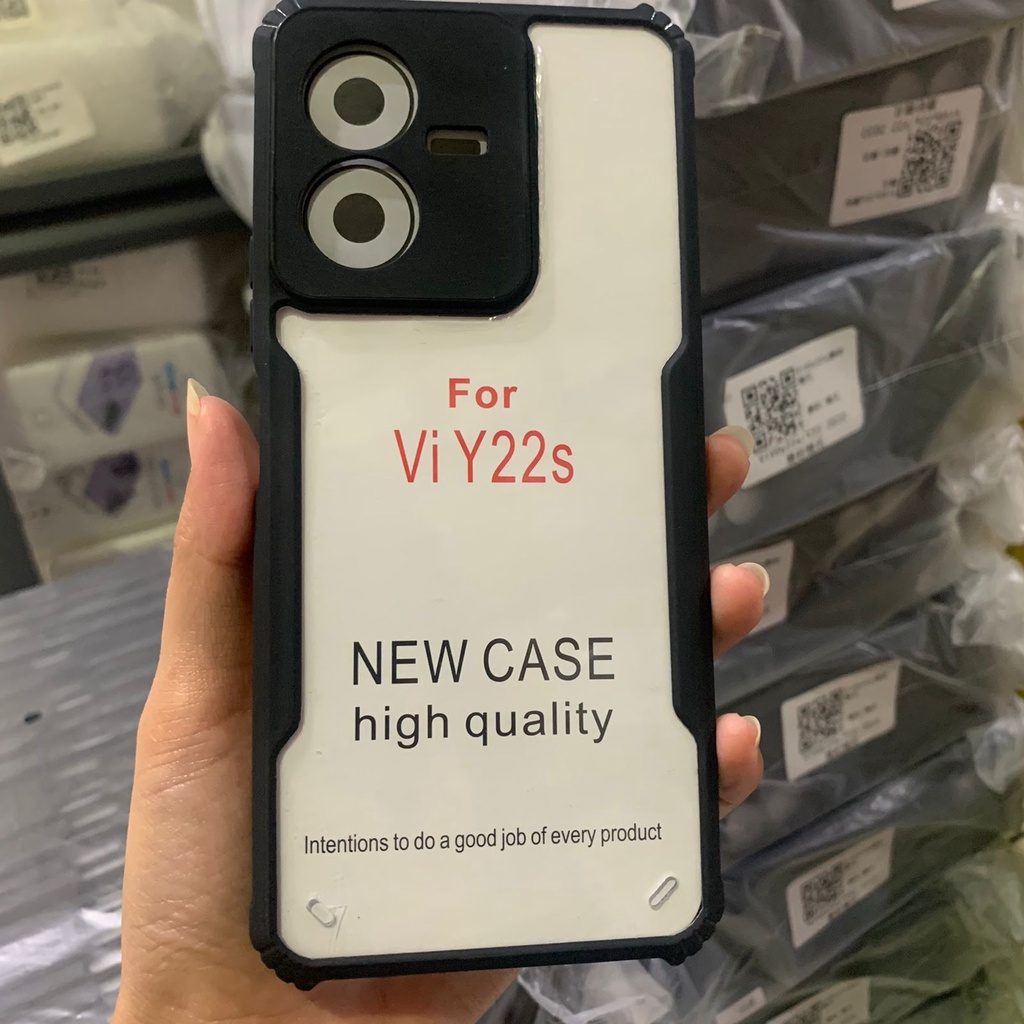 For
Vi Y22s
NEW CASE
high quality
Intentions to do a good job of every product